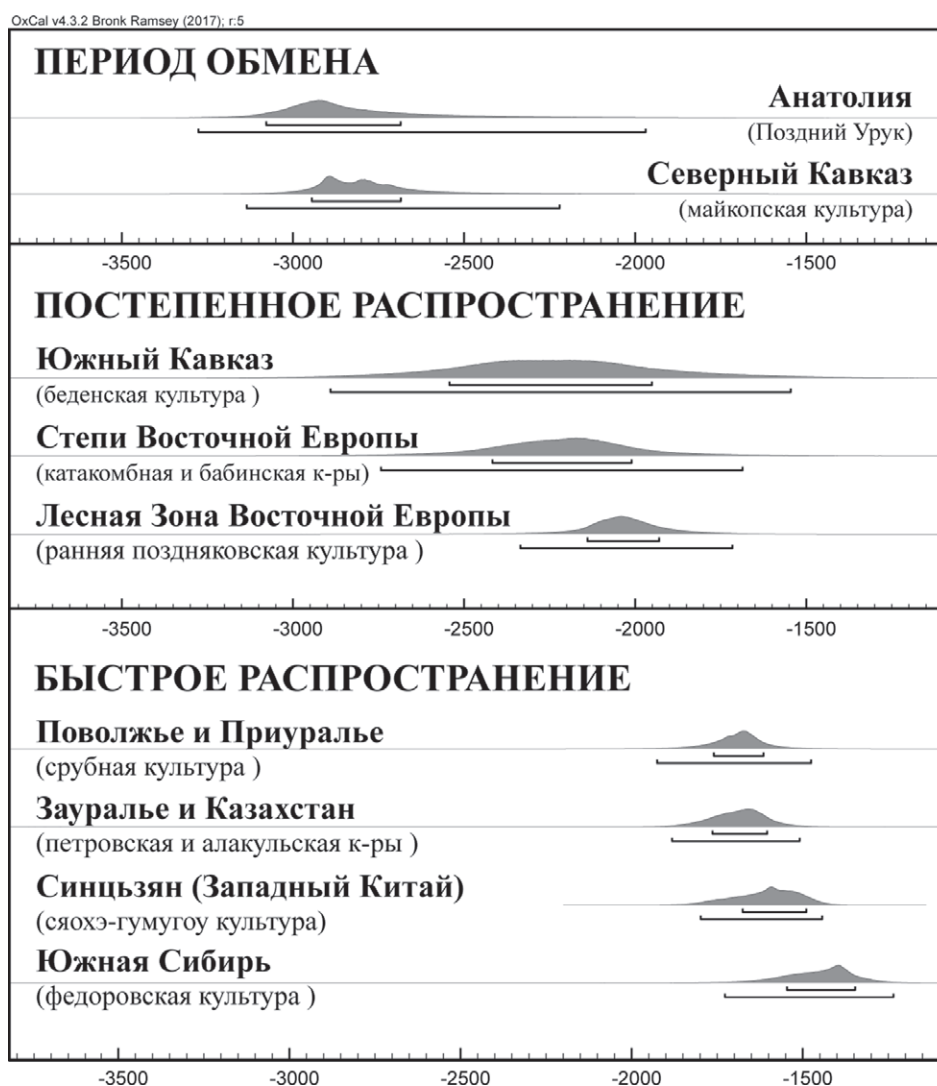 OxCal v4.3.2 Bronk Ramsey (2017); r:5
ПЕРИОД ОБМЕНА
Анатолия
(Поздний Урук)
Северный Кавказ
(майкопская культура)
-3500 -3000 -2500 -2000 -1500
ПОСТЕПЕННОЕ РАСПРОСТРАНЕНИЕ
Южный Кавказ
(беденская культура )
Степи Восточной Европы
(катакомбная и бабинская к-ры)
Лесная Зона Восточной Европы
(ранняя поздняковская культура )
-3500 -3000 -2500 -2000 -1500
БЫСТРОЕ РАСПРОСТРАНЕНИЕ
Поволжье и Приуралье
(срубная культура )
Зауралье и Казахстан
(петровская и алакульская к-ры )
Синцьзян (Западный Китай)
(сяохэ-гумугоу культура)
Южная Сибирь
(федоровская культура )
-3500 -3000 -2500 -2000 -1500